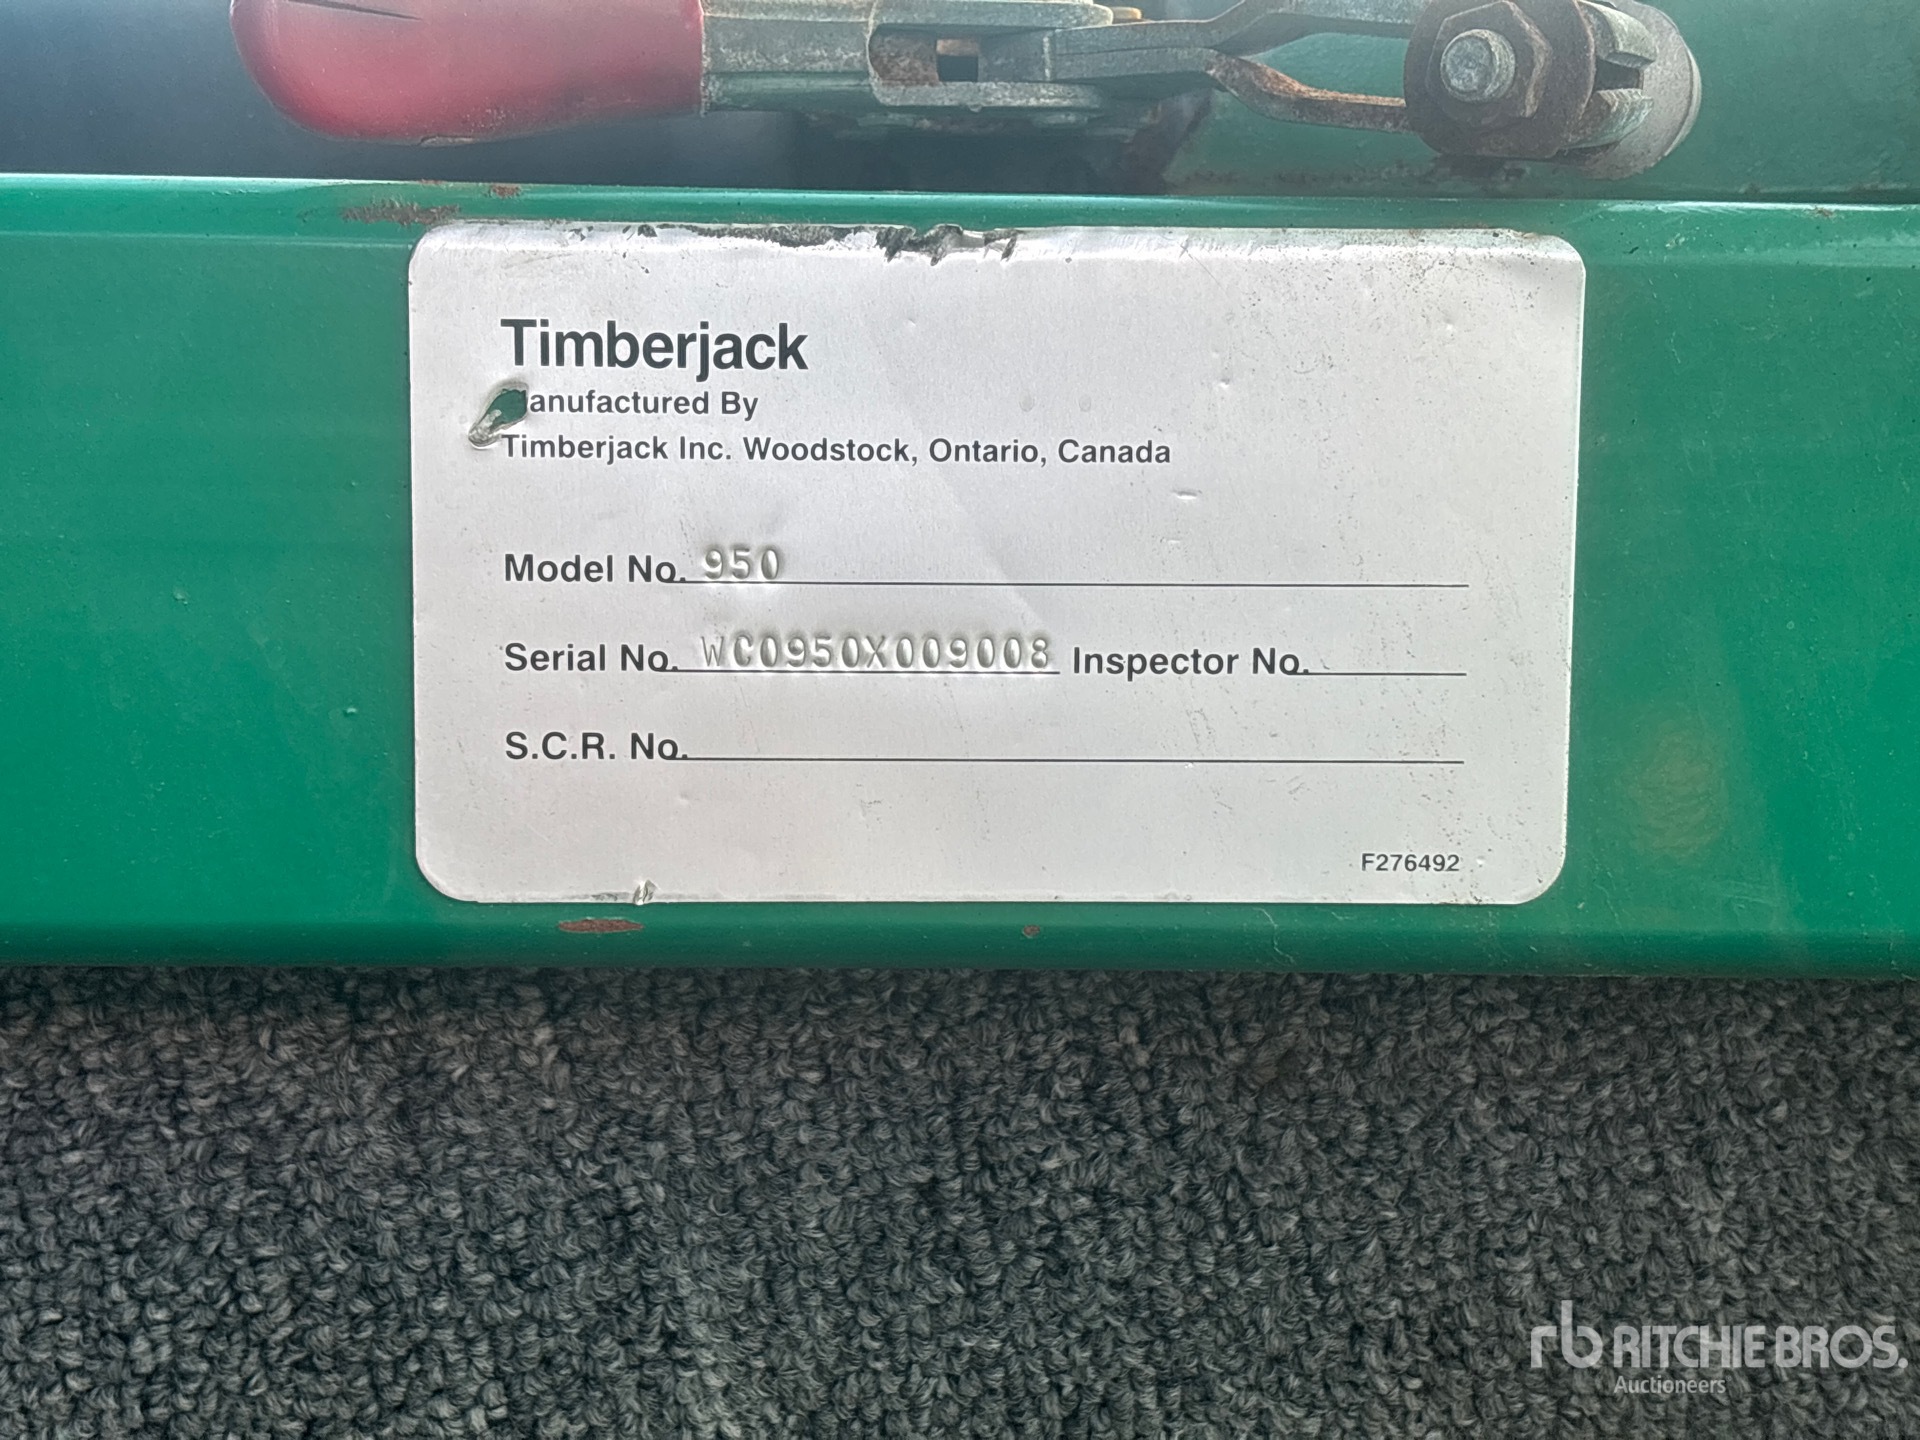 Timberjack
anufactured By
Timberjack Inc. Woodstock, Ontario, Canada
Model No. 950
Serial No. WC0950X009008 Inspector No.
S.C.R. No.
F276492
rb RITCHIE BROS.
Auctioneers